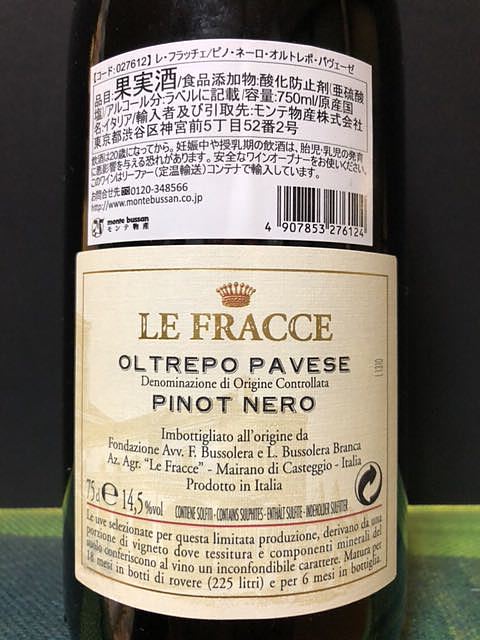 【コード:027612】レ・フラッチェ/ピノ・ネーロ・オルトレポ・パヴェーゼ
品目:果実酒/食品添加物:酸化防止剤(亜硫酸
塩)/アルコール分:ラベルに記載/容量:750ml/原産国
名:イタリア/輸入者及び引取先:モンテ物産株式会社
東京都渋谷区神宮前5丁目52番2号
飲酒は20歳になってから。妊娠中や授乳期の飲酒は、胎児・乳児の発育
に悪影響を与える恐れがあります。安全なワインオープナーをお使いください。
このワインはリーファー(定温輸送)コンテナで輸入しています。
お問合せ先 0120-348566
http://www.montebussan.co.jp
monte bussan
モンテ物産
4 907853 276124
LE FRACCE
OLTREPO PAVESE
Denominazione di Origine Controllata
PINOT NERO
L1310
Imbottigliato all'origine da
Fondazione Avv. F. Bussolera e L. Bussolera Branca
Az. Agr. "Le Fracce" - Mairano di Casteggio - Italia
Prodotto in Italia
75cl e 14,5%vol
CONTIENE SOLFITI - CONTAINS SULPHITES - ENTHÄLT SULFITE - INDEHOLDER SULFITTER
Le uve selezionate per questa limitata produzione, derivano da una
porzione di vigneto dove tessitura e componenti minerali del
suolo conferiscono al vino un inconfondibile carattere. Matura per
18 mesi in botti di rovere (225 litri) e per 6 mesi in bottiglia.